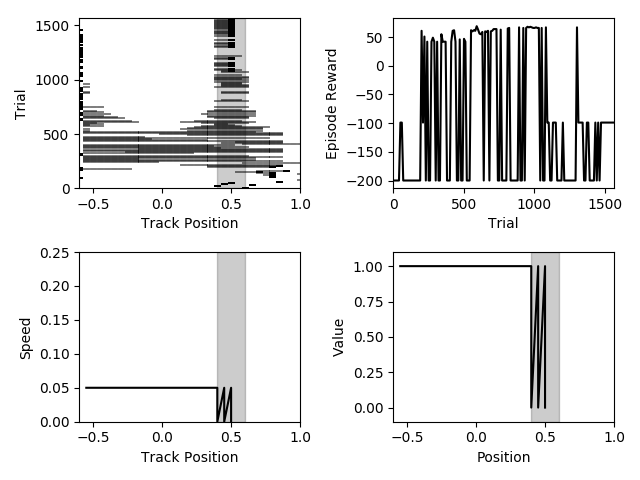 1500
1000
500
0
Trial
−0.5 0.0 0.5 1.0
Track Position
50
0
−50
−100
−150
−200
Episode Reward
0 500 1000 1500
Trial
0.25
0.20
0.15
0.10
0.05
0.00
Speed
−0.5 0.0 0.5 1.0
Track Position
1.00
0.75
0.50
0.25
0.00
Value
−0.5 0.0 0.5 1.0
Position